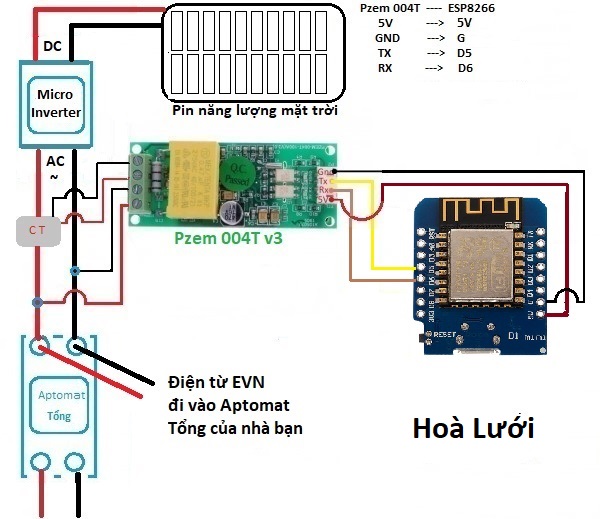 Pzem 004T ---- ESP8266
5V ---> 5V
GND ---> G
TX ---> D5
RX ---> D6
DC
Micro
Inverter
Pin năng lượng mặt trời
AC
~
CT
QC
Passed
Gnd
Tx
Rx
5V
Pzem 004T v3
RESET
D1 mini
Aptomat
Tổng
Điện từ EVN
đi vào Aptomat
Tổng của nhà bạn
Hoà Lưới